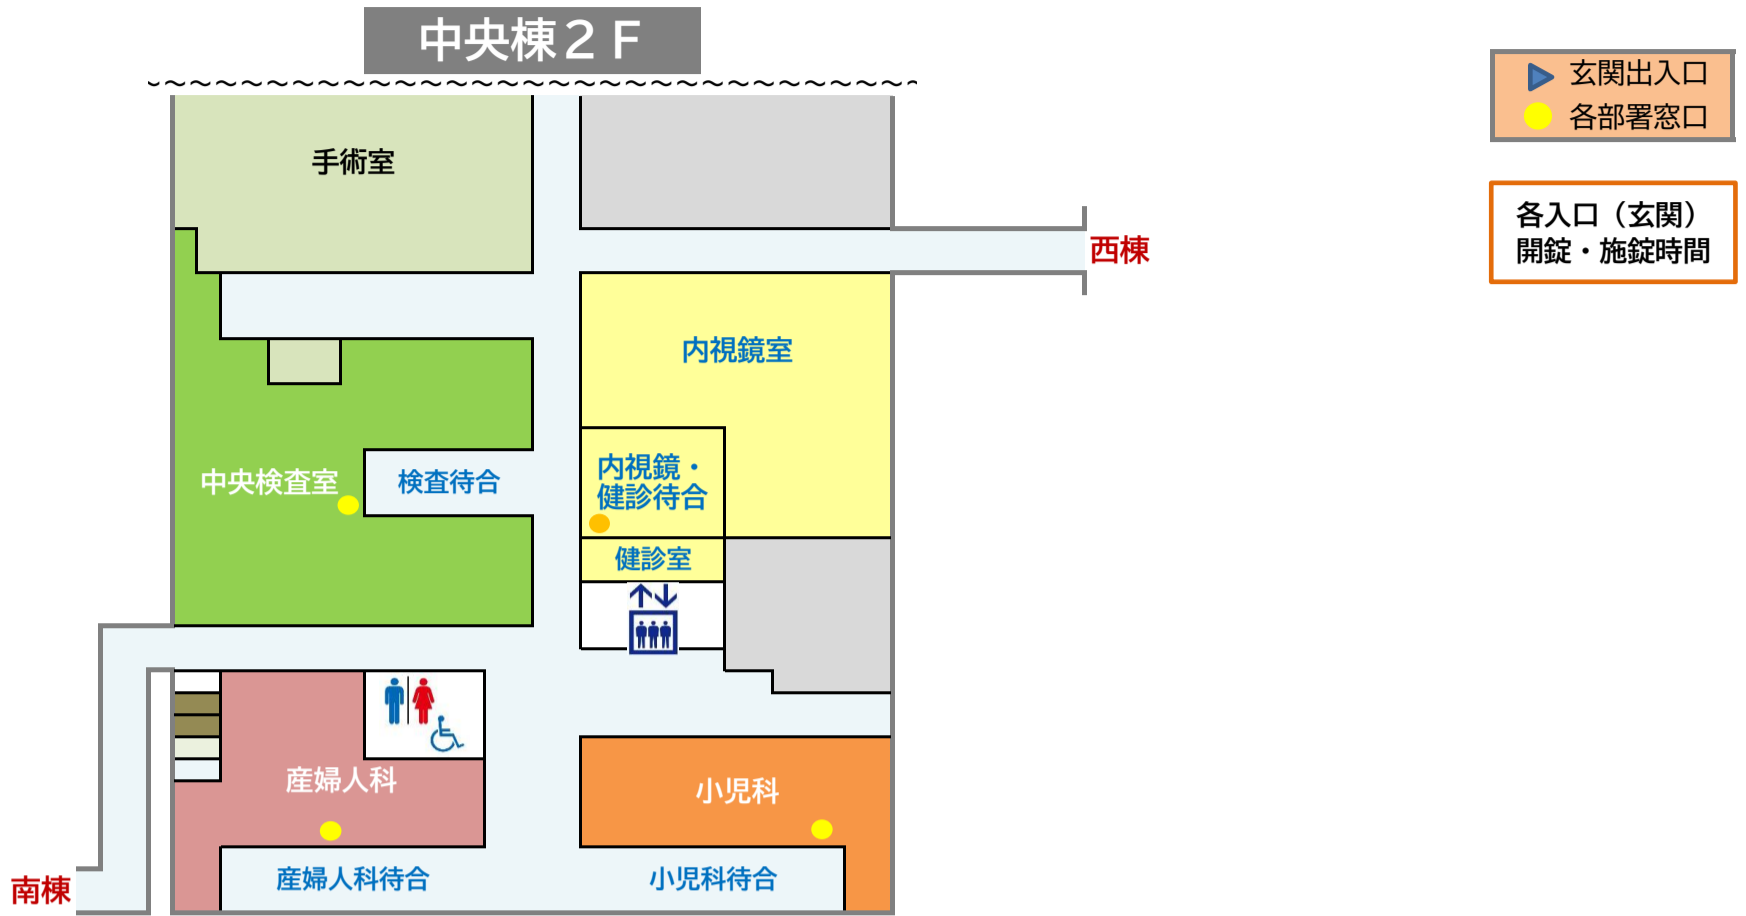 中央棟２Ｆ
玄関出入口
各部署窓口
各入口（玄関）
開錠・施錠時間
手術室
西棟
内視鏡室
中央検査室
検査待合
内視鏡・
健診待合
健診室
産婦人科
小児科
産婦人科待合
小児科待合
南棟